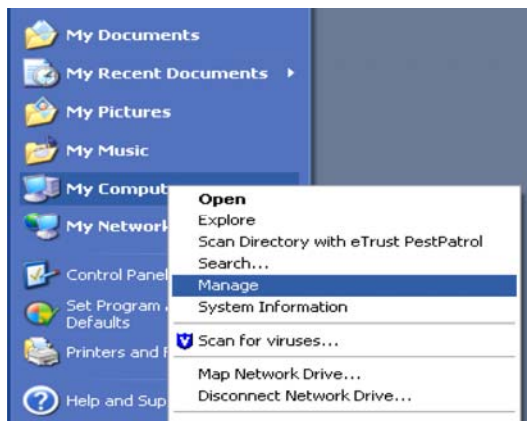 My Documents
My Recent Documents
My Pictures
My Music
My Comput
My Network
Control Panel
Set Program
Defaults
Printers and
Help and Sup
Open
Explore
Scan Directory with eTrust PestPatrol
Search...
Manage
System Information
Scan for viruses...
Map Network Drive...
Disconnect Network Drive...